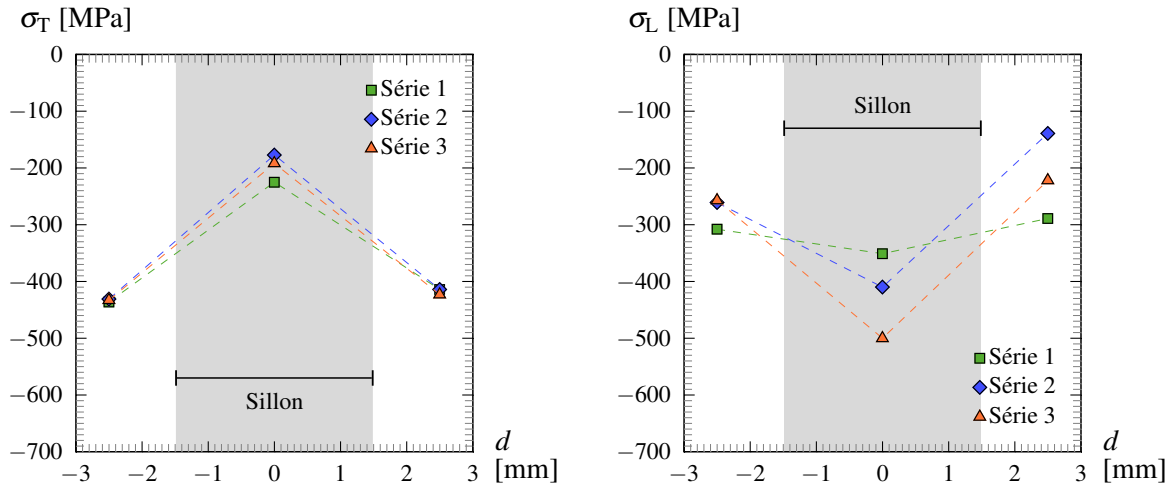 σT [MPa]
0
−100
−200
−300
−400
−500
−600
−700
Série 1
Série 2
Série 3
Sillon
−3 −2 −1 0 1 2 3
d
[mm]
σL [MPa]
0
−100
−200
−300
−400
−500
−600
−700
Sillon
Série 1
Série 2
Série 3
−3 −2 −1 0 1 2 3
d
[mm]